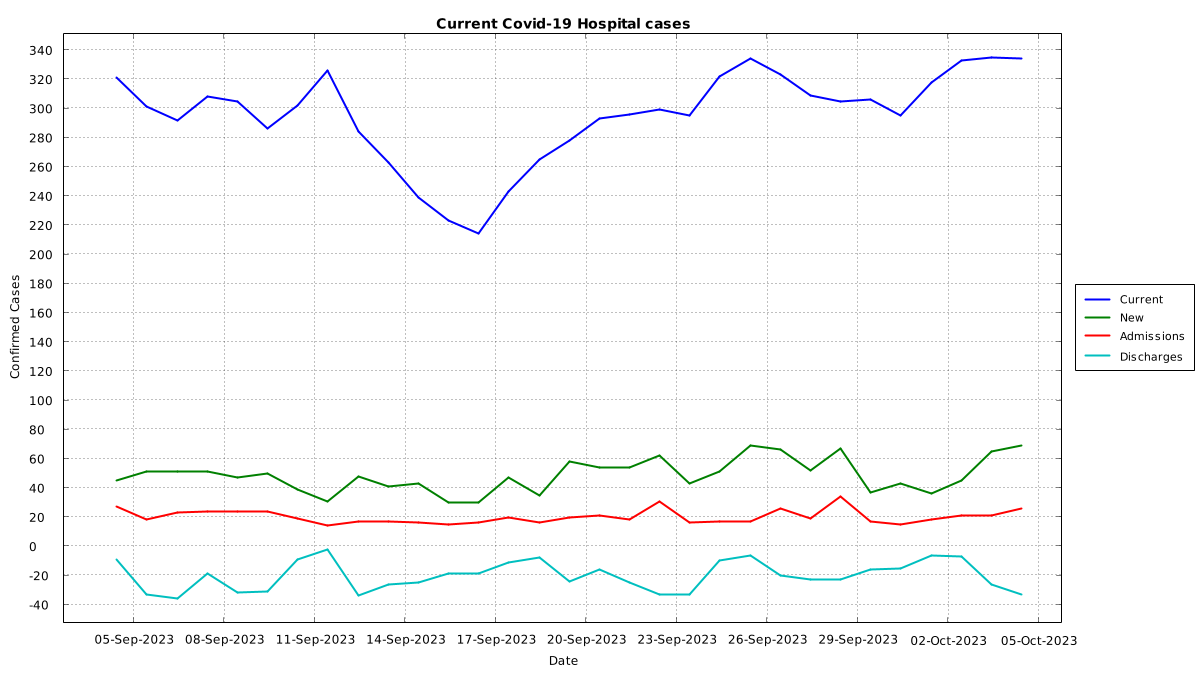 Current Covid-19 Hospital cases
340
320
300
280
260
240
220
200
180
160
140
120
100
80
60
40
20
0
-20
-40
Confirmed Cases
05-Sep-2023 08-Sep-2023 11-Sep-2023 14-Sep-2023 17-Sep-2023 20-Sep-2023 23-Sep-2023 26-Sep-2023 29-Sep-2023 02-Oct-2023 05-Oct-2023
Date
Current
New
Admissions
Discharges